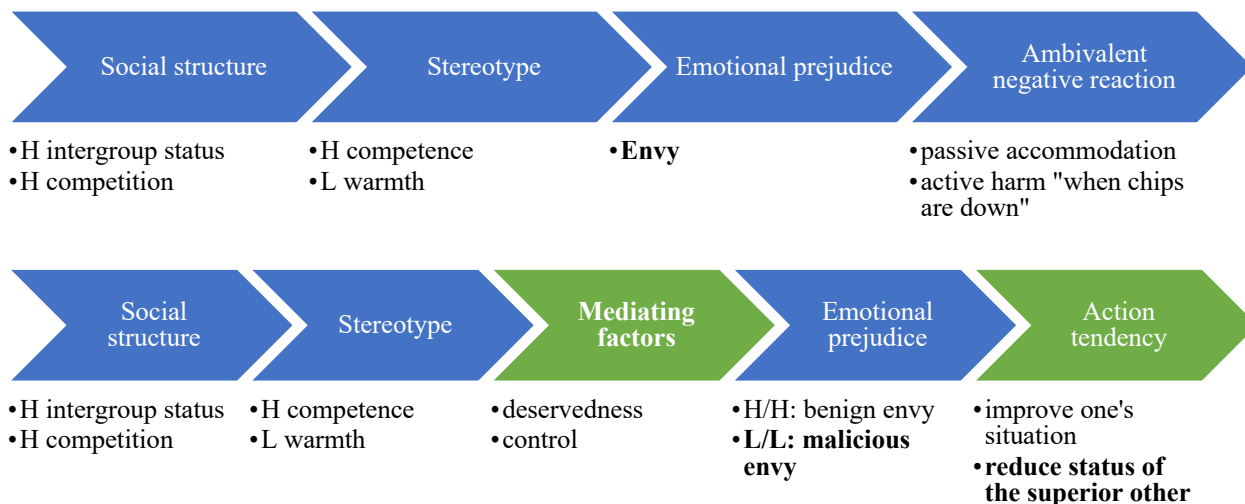 Social structure
Stereotype
Emotional prejudice
Ambivalent
negative reaction
•H intergroup status
•H competition
•H competence
•L warmth
•Envy
•passive accommodation
•active harm "when chips
are down"
Social
structure
Stereotype
Mediating
factors
Emotional
prejudice
Action
tendency
•H intergroup status
•H competition
•H competence
•L warmth
•deservedness
•control
•H/H: benign envy
•L/L: malicious
envy
•improve one's
situation
•reduce status of
the superior other